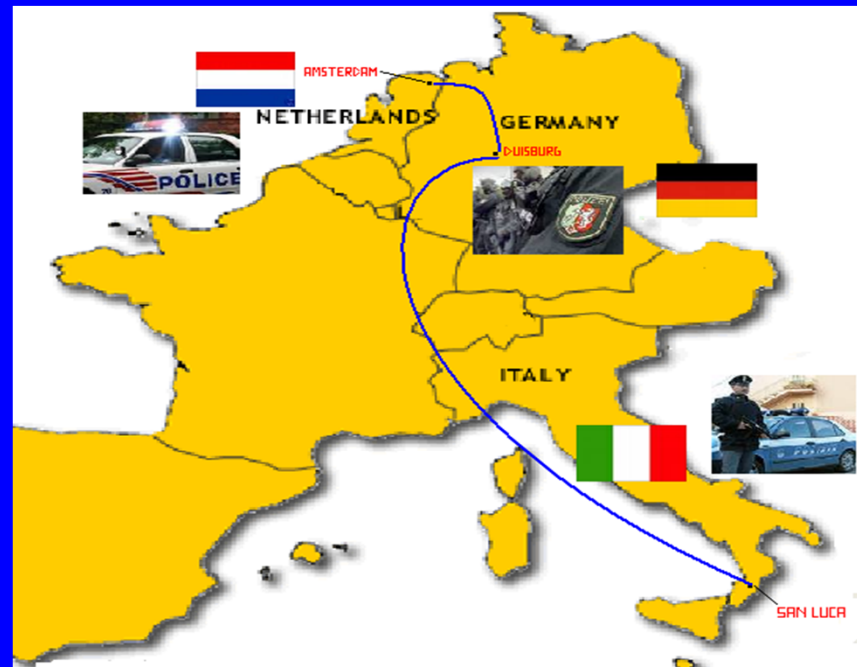 AMSTERDAM
NETHERLANDS
GERMANY
POLICE
DUISBURG
ITALY
SAN LUCA